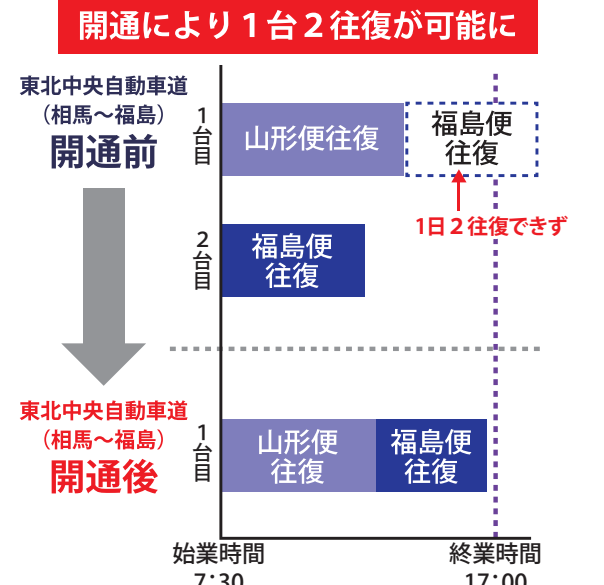 開通により１台２往復が可能に
東北中央自動車道
（相馬～福島）
開通前
1台目
山形便往復
福島便
往復
1日２往復できず
2台目
福島便
往復
東北中央自動車道
（相馬～福島）
開通後
1台目
山形便
往復
福島便
往復
始業時間
7：30
終業時間
17：00